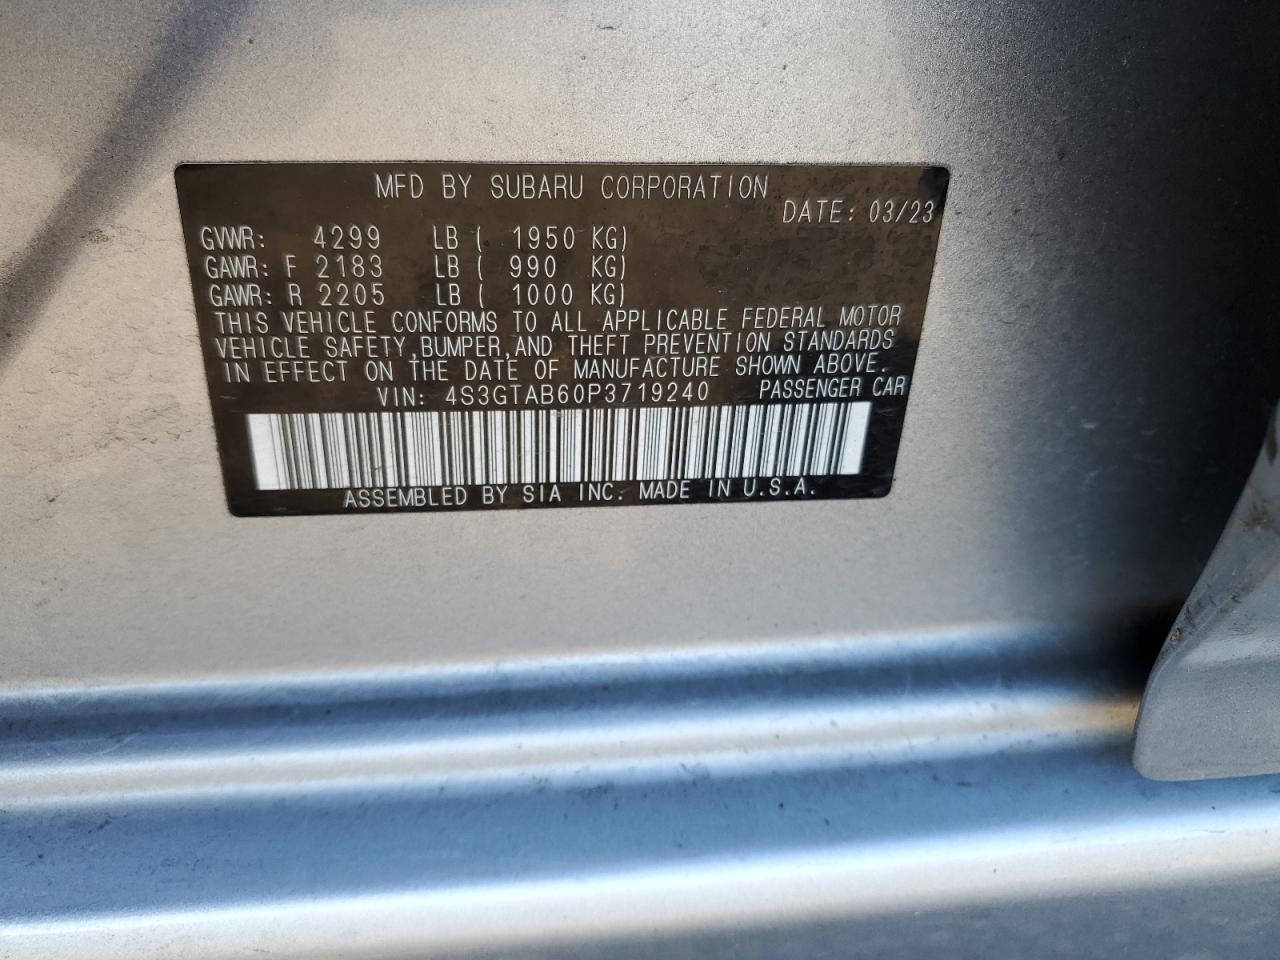 MFD BY SUBARU CORPORATION
DATE: 03/23
GVWR: 4299 LB ( 1950 KG)
GAWR: F 2183 LB ( 990 KG)
GAWR: R 2205 LB ( 1000 KG)
THIS VEHICLE CONFORMS TO ALL APPLICABLE FEDERAL MOTOR
VEHICLE SAFETY,BUMPER,AND THEFT PREVENTION STANDARDS
IN EFFECT ON THE DATE OF MANUFACTURE SHOWN ABOVE.
VIN: 4S3GTAB60P3719240 PASSENGER CAR
ASSEMBLED BY SIA INC. MADE IN U.S.A.